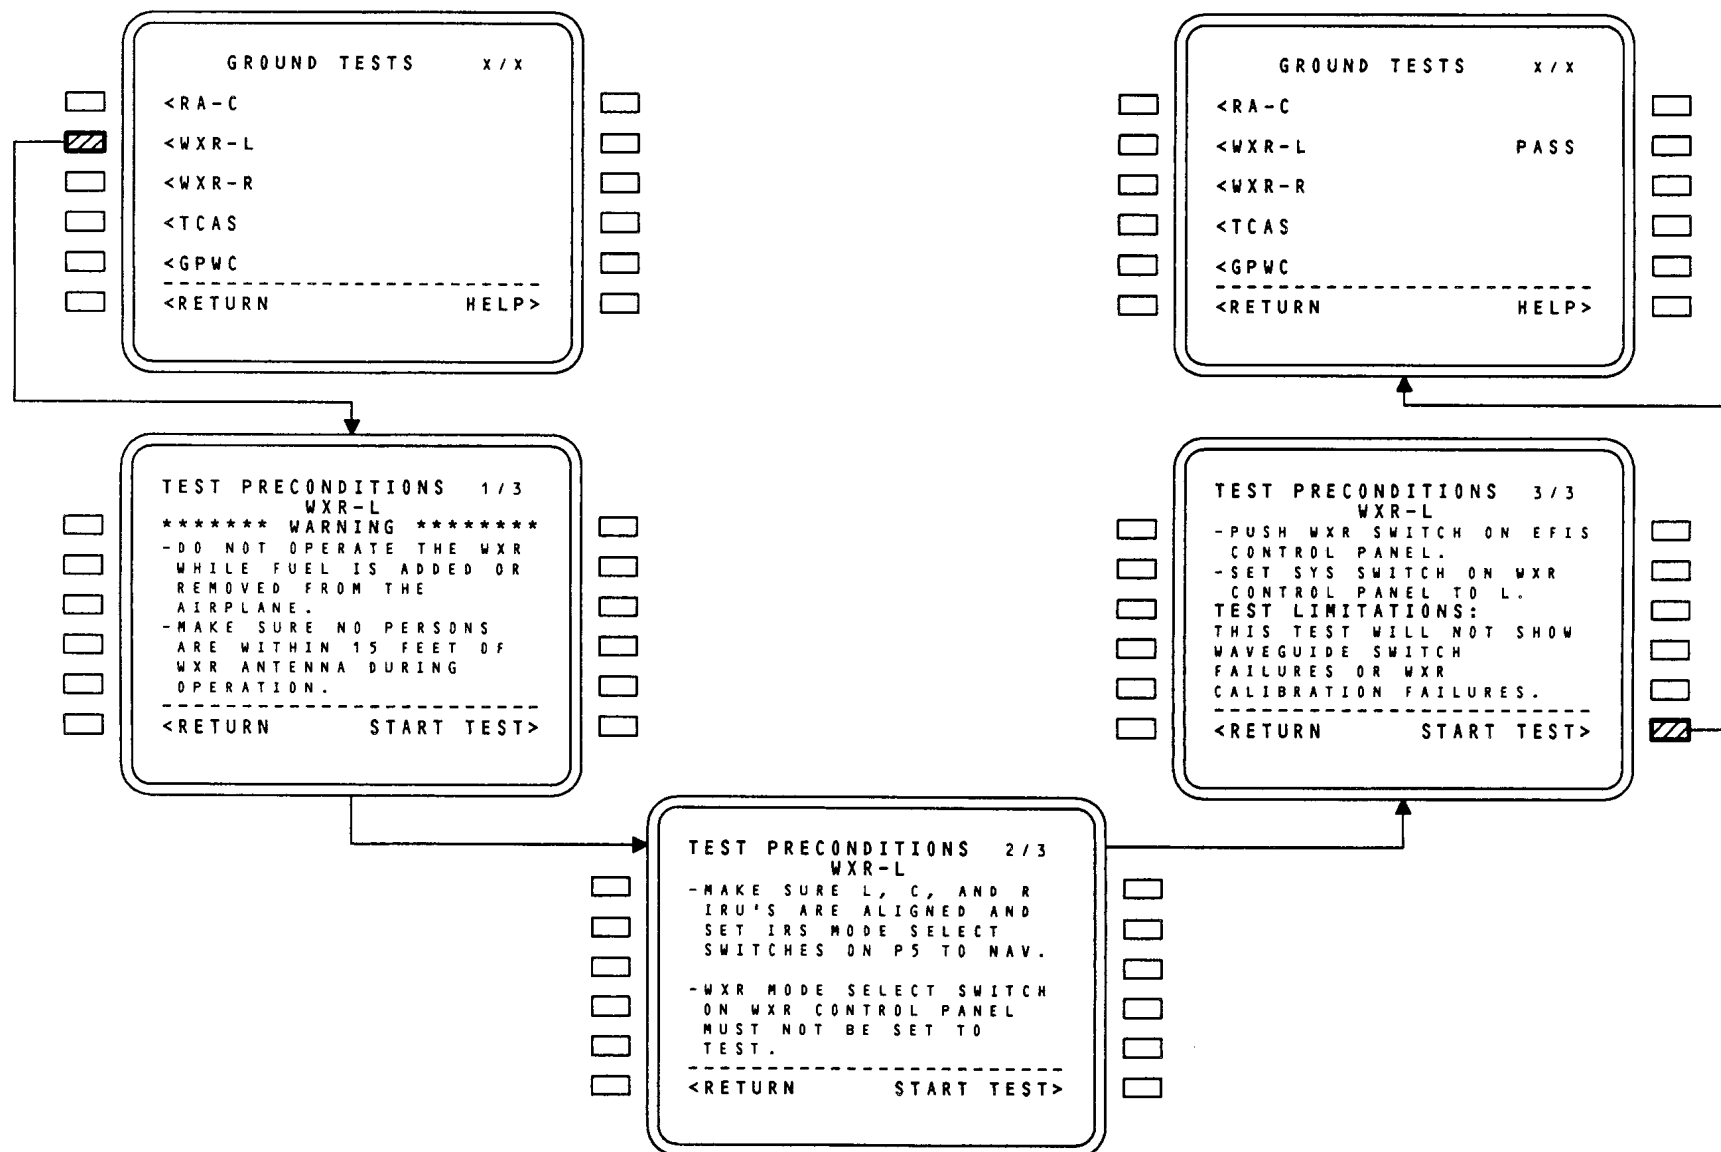 GROUND TESTS X/X
<RA-C
<WXR-L
<WXR-R
<TCAS
<GPWC
<RETURN HELP>
TEST PRECONDITIONS 1/3
WXR-L
******* WARNING ********
-DO NOT OPERATE THE WXR
WHILE FUEL IS ADDED OR
REMOVED FROM THE
AIRPLANE.
-MAKE SURE NO PERSONS
ARE WITHIN 15 FEET OF
WXR ANTENNA DURING
OPERATION.
<RETURN START TEST>
TEST PRECONDITIONS 2/3
WXR-L
-MAKE SURE L, C, AND R
IRU'S ARE ALIGNED AND
SET IRS MODE SELECT
SWITCHES ON P5 TO NAV.
-WXR MODE SELECT SWITCH
ON WXR CONTROL PANEL
MUST NOT BE SET TO
TEST.
<RETURN START TEST>
TEST PRECONDITIONS 3/3
WXR-L
-PUSH WXR SWITCH ON EFIS
CONTROL PANEL.
-SET SYS SWITCH ON WXR
CONTROL PANEL TO L.
TEST LIMITATIONS:
THIS TEST WILL NOT SHOW
WAVEGUIDE SWITCH
FAILURES OR WXR
CALIBRATION FAILURES.
<RETURN START TEST>
GROUND TESTS X/X
<RA-C
<WXR-L PASS
<WXR-R
<TCAS
<GPWC
<RETURN HELP>